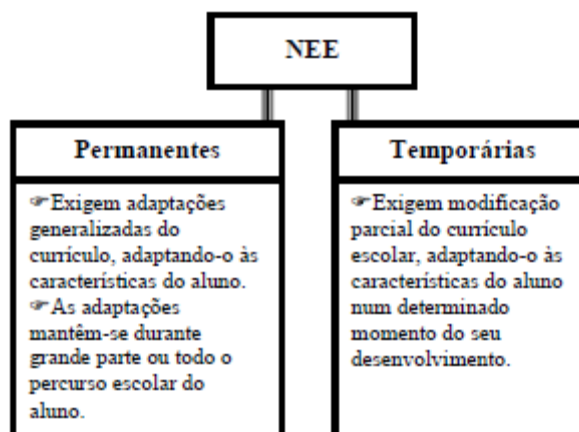 NEE
Permanentes
☞Exigem adaptações
generalizadas do
currículo, adaptando-o às
características do aluno.
☞As adaptações
mantêm-se durante
grande parte ou todo o
percurso escolar do
aluno.
Temporárias
☞Exigem modificação
parcial do currículo
escolar, adaptando-o às
características do aluno
num determinado
momento do seu
desenvolvimento.